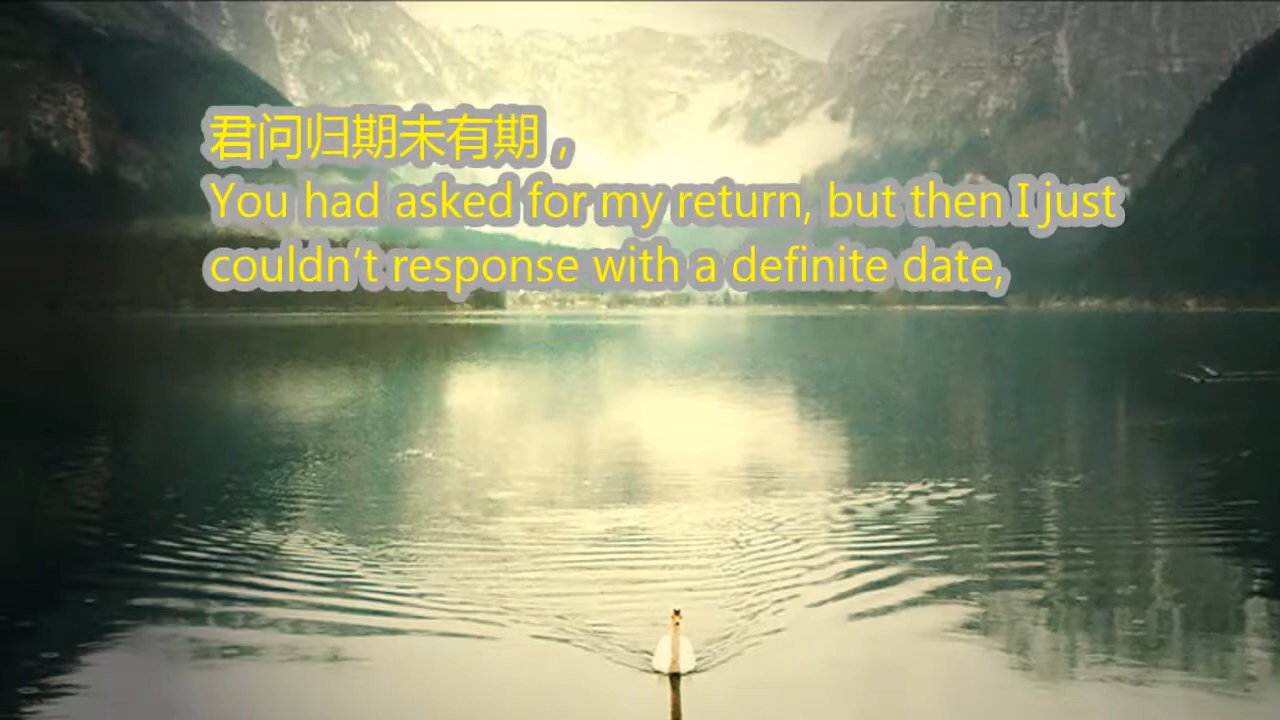 君问归期未有期，
You had asked for my return, but then I just
couldn’t response with a definite date,